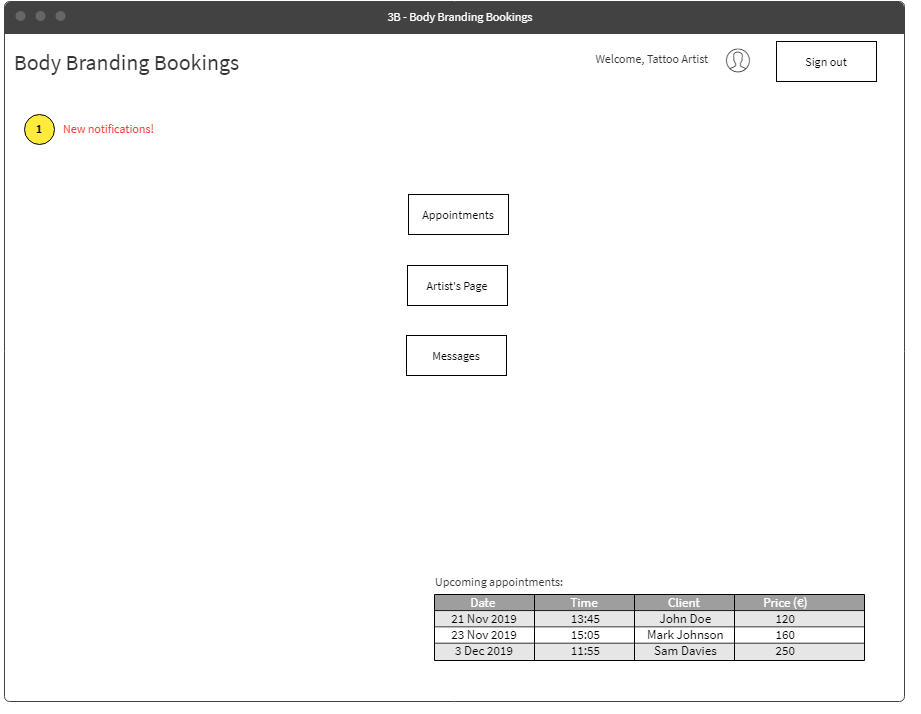 3B - Body Branding Bookings
Body Branding Bookings
Welcome, Tattoo Artist
Sign out
1 New notifications!
Appointments
Artist's Page
Messages
Upcoming appointments:
Date Time Client Price (€)
21 Nov 2019 13:45 John Doe 120
23 Nov 2019 15:05 Mark Johnson 160
3 Dec 2019 11:55 Sam Davies 250